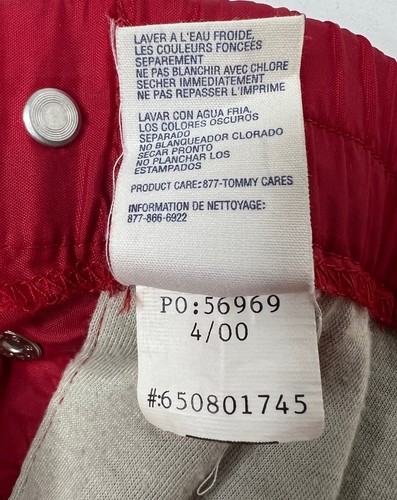 LAVER A L'EAU FROIDE,
LES COULEURS FONCÉES
SEPAREMENT
NE PAS BLANCHIR AVEC CHLORE
SECHER IMMEDIATEMENT
NE PAS REPASSER L'IMPRIME
LAVAR CON AGUA FRIA,
LOS COLORES OSCUROS
SEPARADO
NO BLANQUEADOR CLORADO
SECAR PRONTO
NO PLANCHAR LOS
ESTAMPADOS
PRODUCT CARE:877-TOMMY CARES
INFORMATION DE NETTOYAGE:
877-866-6922
PO:56969
4/00
#:650801745